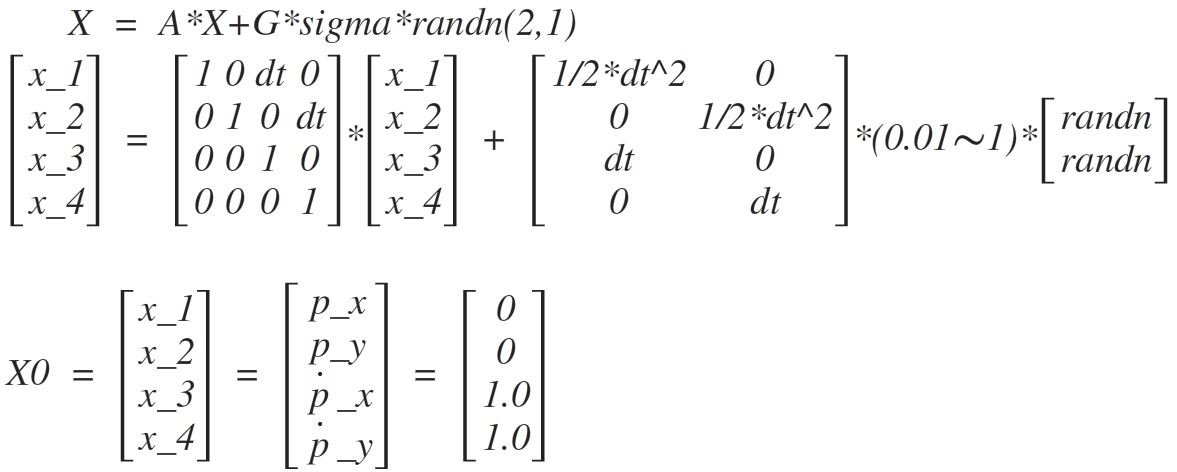 X = A*X+G*sigma*randn(2,1)
[x_1 x_2 x_3 x_4] = [1 0 dt 0; 0 1 0 dt; 0 0 1 0; 0 0 0 1] * [x_1 x_2 x_3 x_4] + [1/2*dt^2 0; 0 1/2*dt^2; dt 0; 0 dt] *(0.01~1)* [randn randn]
X0 = [x_1 x_2 x_3 x_4] = [p_x p_y ṗ_x ṗ_y] = [0 0 1.0 1.0]